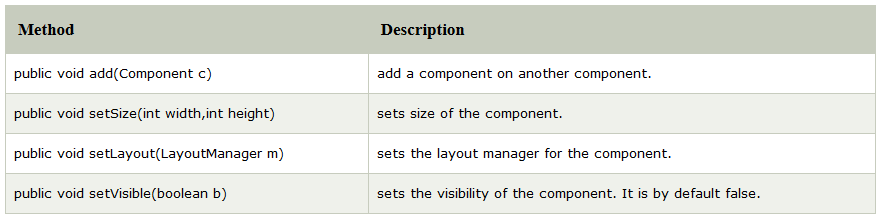 Method Description
public void add(Component c) add a component on another component.
public void setSize(int width,int height) sets size of the component.
public void setLayout(LayoutManager m) sets the layout manager for the component.
public void setVisible(boolean b) sets the visibility of the component. It is by default false.